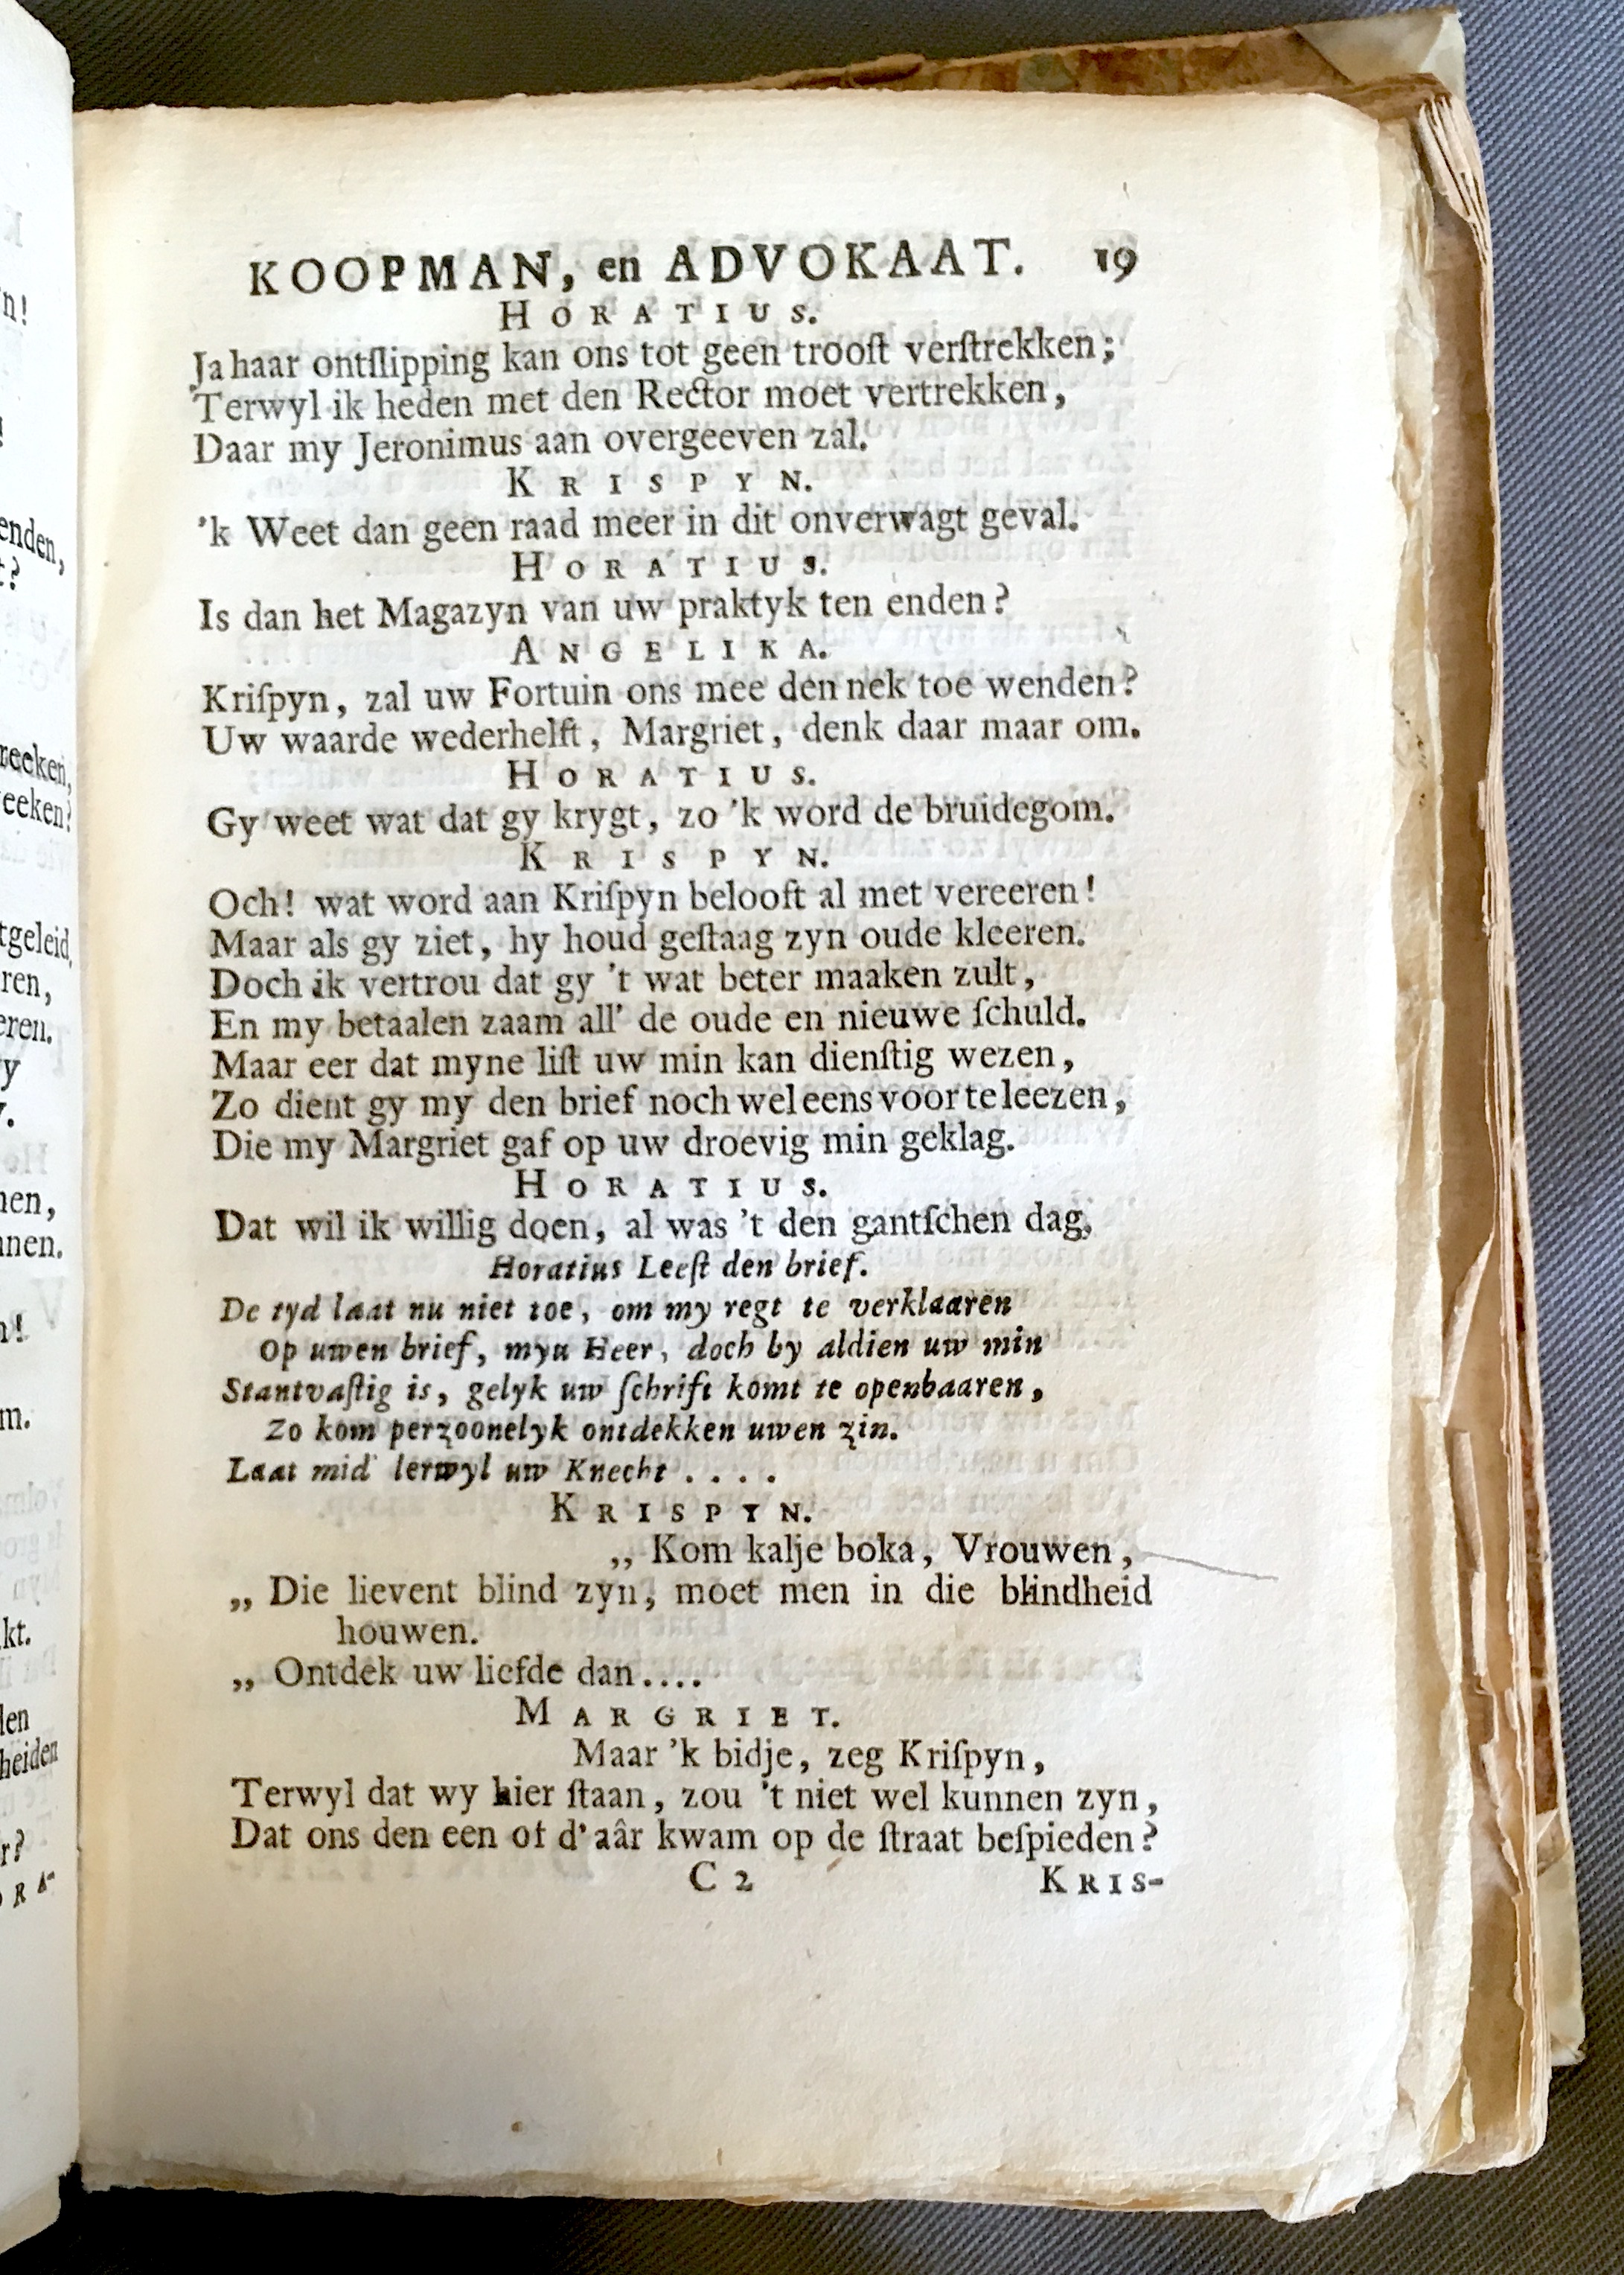 KOOPMAN, en ADVOKAAT. 19
HORATIUS.
Ja haar ontſlipping kan ons tot geen trooſt verſtrekken;
Terwyl ik heden met den Rector moet vertrekken,
Daar my Jeronimus aan overgeeven zal.
KRISPYN.
'k Weet dan geen raad meer in dit onverwagt geval.
HORATIUS.
Is dan het Magazyn van uw praktyk ten enden?
ANGELIKA.
Kriſpyn, zal uw Fortuin ons mee den nek toe wenden?
Uw waarde wederhelft, Margriet, denk daar maar om.
HORATIUS.
Gy weet wat dat gy krygt, zo 'k word de bruidegom.
KRISPYN.
Och! wat word aan Kriſpyn belooft al met vereeren!
Maar als gy ziet, hy houd geſtaag zyn oude kleeren.
Doch ik vertrou dat gy 't wat beter maaken zult,
En my betaalen zaam all' de oude en nieuwe ſchuld.
Maar eer dat myne liſt uw min kan dienſtig wezen,
Zo dient gy my den brief noch wel eens voor te leezen,
Die my Margriet gaf op uw droevig min geklag.
HORATIUS.
Dat wil ik willig doen, al was 't den gantſchen dag,
Horatius Leeſt den brief.
De tyd laat nu niet toe, om my regt te verklaaren
Op uwen brief, myn Heer, doch by aldien uw min
Stantvaſtig is, gelyk uw ſchrift komt te openbaaren,
Zo kom perzoonelyk ontdekken uwen zin.
Laat mid lerwyl uw Knecht . . . .
KRISPYN.
„ Kom kalje boka, Vrouwen,
„ Die lievent blind zyn, moet men in die blindheid
houwen.
„ Ontdek uw liefde dan....
MARGRIET.
Maar 'k bidje, zeg Kriſpyn,
Terwyl dat wy hier ſtaan, zou 't niet wel kunnen zyn,
Dat ons den een of d'aâr kwam op de ſtraat beſpieden?
C 2 KRIS-
n!
enden,
t?
reeken,
eeken?
tgeleid,
ren,
eren.
y
nen,
nnen.
n!
m.
kt.
len
heiden
r?
ORA-